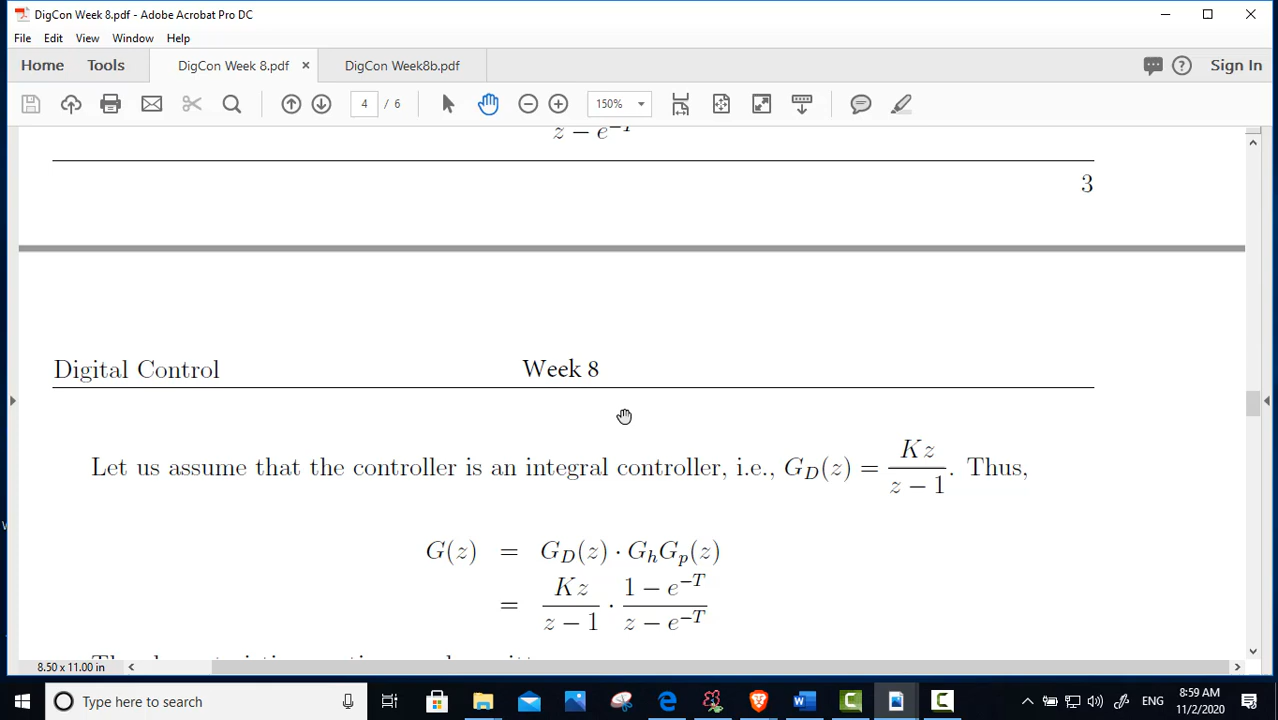 DigCon Week 8.pdf - Adobe Acrobat Pro DC
File Edit View Window Help
Home Tools DigCon Week 8.pdf × DigCon Week8b.pdf Sign In
4 / 6 150%
z − e^{−T}
3
Digital Control Week 8
Let us assume that the controller is an integral controller, i.e., G_D(z) = Kz / (z − 1). Thus,
G(z) = G_D(z) · G_h G_p(z)
= Kz / (z − 1) · (1 − e^{−T}) / (z − e^{−T})
8.50 x 11.00 in
Type here to search ENG 8:59 AM
11/2/2020